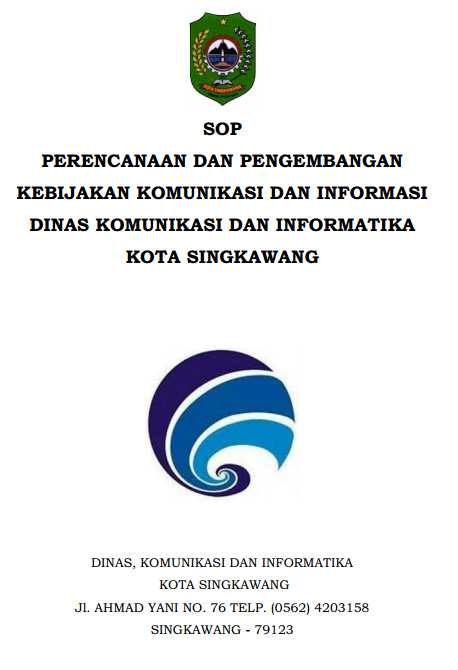 SOP
PERENCANAAN DAN PENGEMBANGAN
KEBIJAKAN KOMUNIKASI DAN INFORMASI
DINAS KOMUNIKASI DAN INFORMATIKA
KOTA SINGKAWANG
DINAS, KOMUNIKASI DAN INFORMATIKA
KOTA SINGKAWANG
Jl. AHMAD YANI NO. 76 TELP. (0562) 4203158
SINGKAWANG - 79123